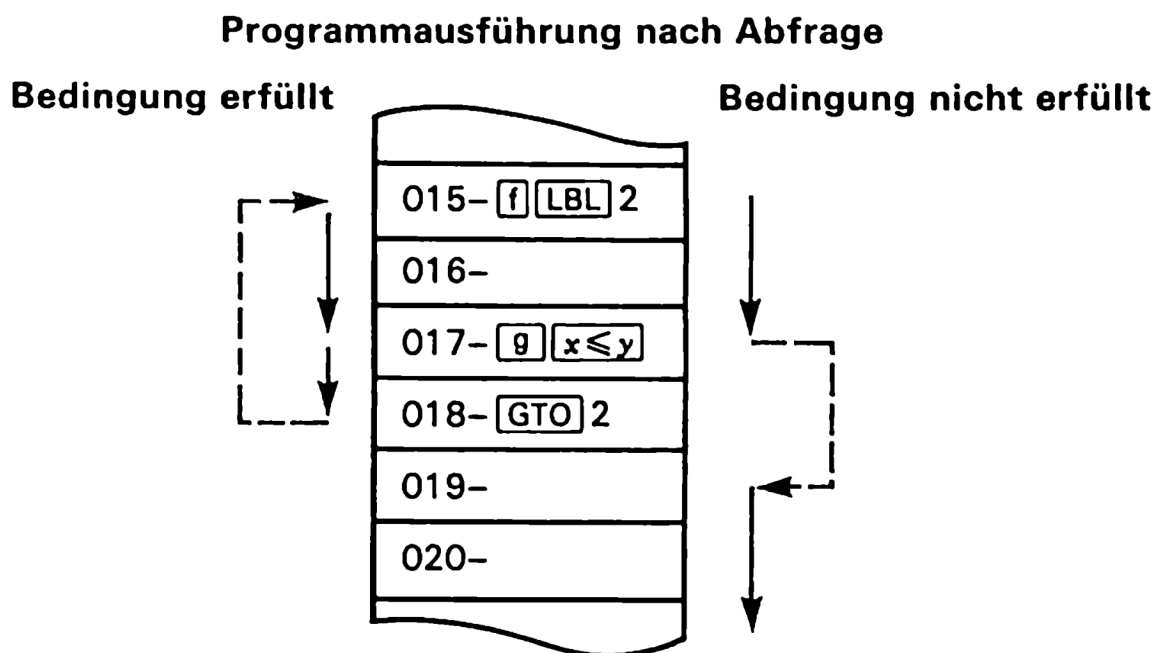 Programmausführung nach Abfrage
Bedingung erfüllt
Bedingung nicht erfüllt
015– f LBL 2
016–
017– g x≤y
018– GTO 2
019–
020–